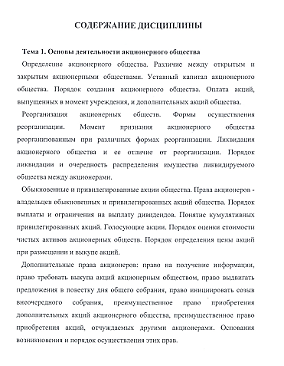 СОДЕРЖАНИЕ ДИСЦИПЛИНЫ
Тема 1. Основы деятельности акционерного общества
Определение акционерного общества. Различие между открытым и
закрытым акционерными обществами. Уставный капитал акционерного
общества. Порядок создания акционерного общества. Оплата акций,
выпущенных в момент учреждения, и дополнительных акций общества.
Реорганизация акционерных обществ. Формы осуществления
реорганизации. Момент признания акционерного общества
реорганизованным при различных формах реорганизации. Ликвидация
акционерного общества и ее отличие от реорганизации. Порядок
ликвидации и очередность распределения имущества ликвидируемого
общества между акционерами.
Обыкновенные и привилегированные акции общества. Права акционеров -
владельцев обыкновенных и привилегированных акций общества. Порядок
выплаты и ограничения на выплату дивидендов. Понятие кумулятивных
привилегированных акций. Голосующие акции. Порядок оценки стоимости
чистых активов акционерных обществ. Порядок определения цены акций
при размещении и выкупе акций.
Дополнительные права акционеров: право на получение информации,
право требовать выкупа акций акционерным обществом, право выдвигать
предложения в повестку дня общего собрания, право инициировать созыв
внеочередного собрания, преимущественное право приобретения
дополнительных акций акционерного общества, преимущественное право
приобретения акций, отчуждаемых другими акционерами. Основания
возникновения и порядок осуществления этих прав.